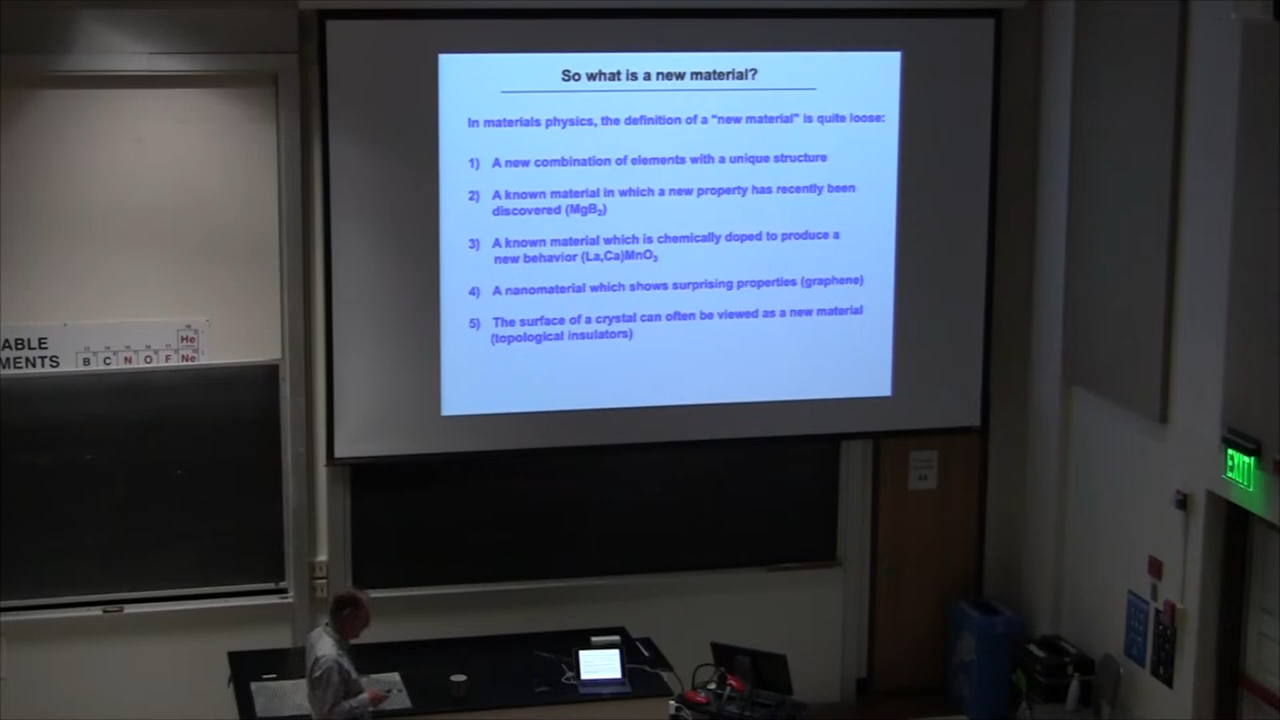 So what is a new material?
In materials physics, the definition of a "new material" is quite loose:
1) A new combination of elements with a unique structure
2) A known material in which a new property has recently been
discovered (MgB₂)
3) A known material which is chemically doped to produce a
new behavior (La,Ca)MnO₃
4) A nanomaterial which shows surprising properties (graphene)
5) The surface of a crystal can often be viewed as a new material
(topological insulators)
ABLE
MENTS
He
B C N O F Ne
EXIT